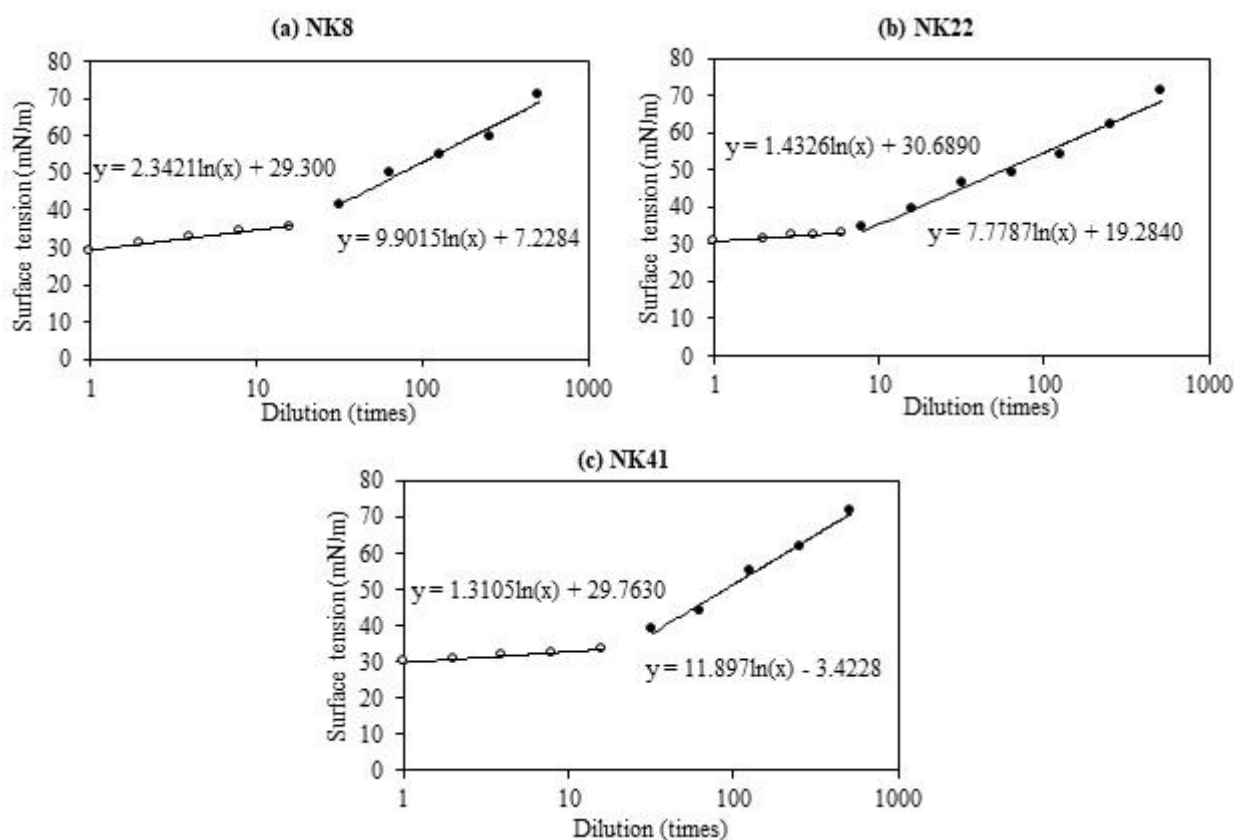 (a) NK8
80
70
60
50
40
30
20
10
0
Surface tension (mN/m)
y = 2.3421ln(x) + 29.300
y = 9.9015ln(x) + 7.2284
1 10 100 1000
Dilution (times)
(b) NK22
80
70
60
50
40
30
20
10
0
Surface tension (mN/m)
y = 1.4326ln(x) + 30.6890
y = 7.7787ln(x) + 19.2840
1 10 100 1000
Dilution (times)
(c) NK41
80
70
60
50
40
30
20
10
0
Surface tension (mN/m)
y = 1.3105ln(x) + 29.7630
y = 11.897ln(x) - 3.4228
1 10 100 1000
Dilution (times)